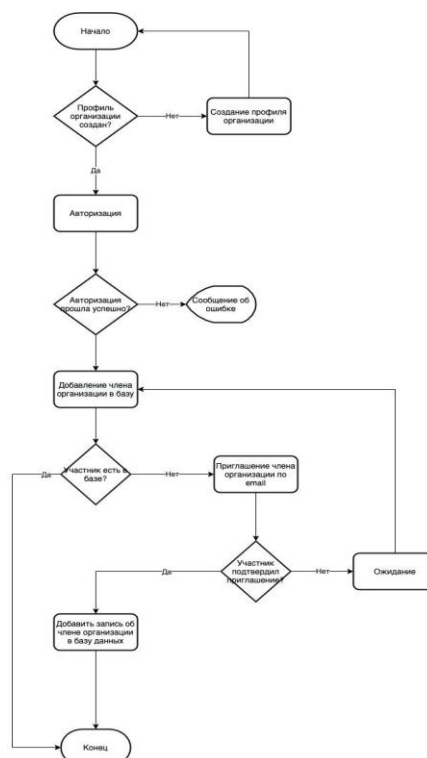 Начало
Профиль
организации
создан?
Нет
Создание профиля
организации
Да
Авторизация
Авторизация
прошла успешно?
Нет
Сообщение об
ошибке
Добавление члена
организации в базу
Да
Участник есть в
базе?
Нет
Приглашение члена
организации по
email
Участник
подтвердил
приглашение?
Да
Нет
Ожидание
Добавить запись об
члене организации
в базу данных
Конец